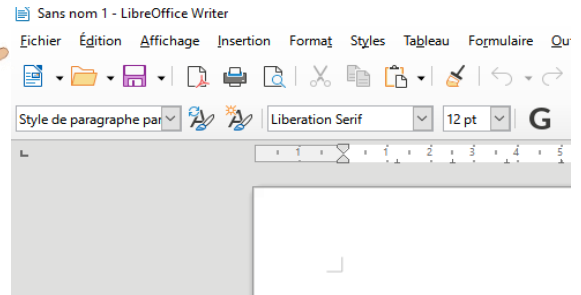 Sans nom 1 - LibreOffice Writer
Fichier Édition Affichage Insertion Format Styles Tableau Formulaire Out
Style de paragraphe par Liberation Serif 12 pt G
1 1 2 3 4 5